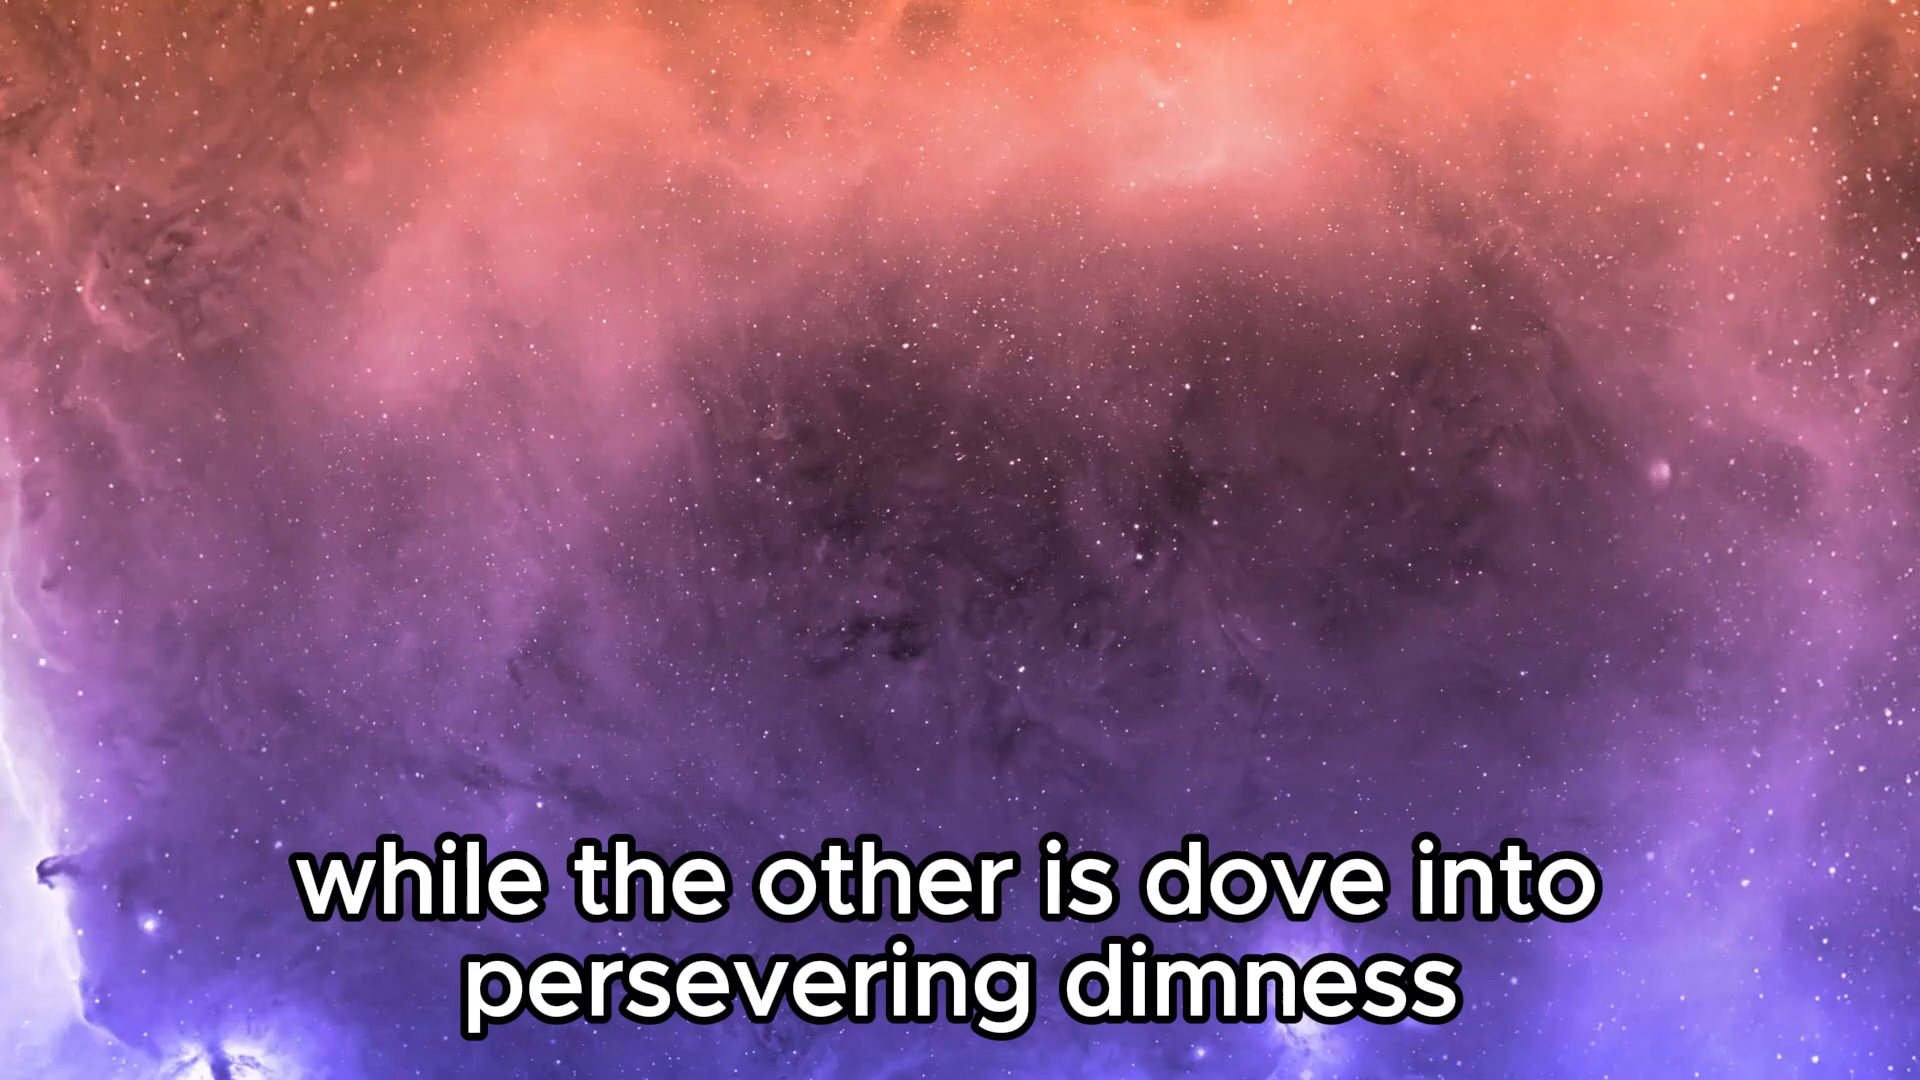 while the other is dove into
persevering dimness